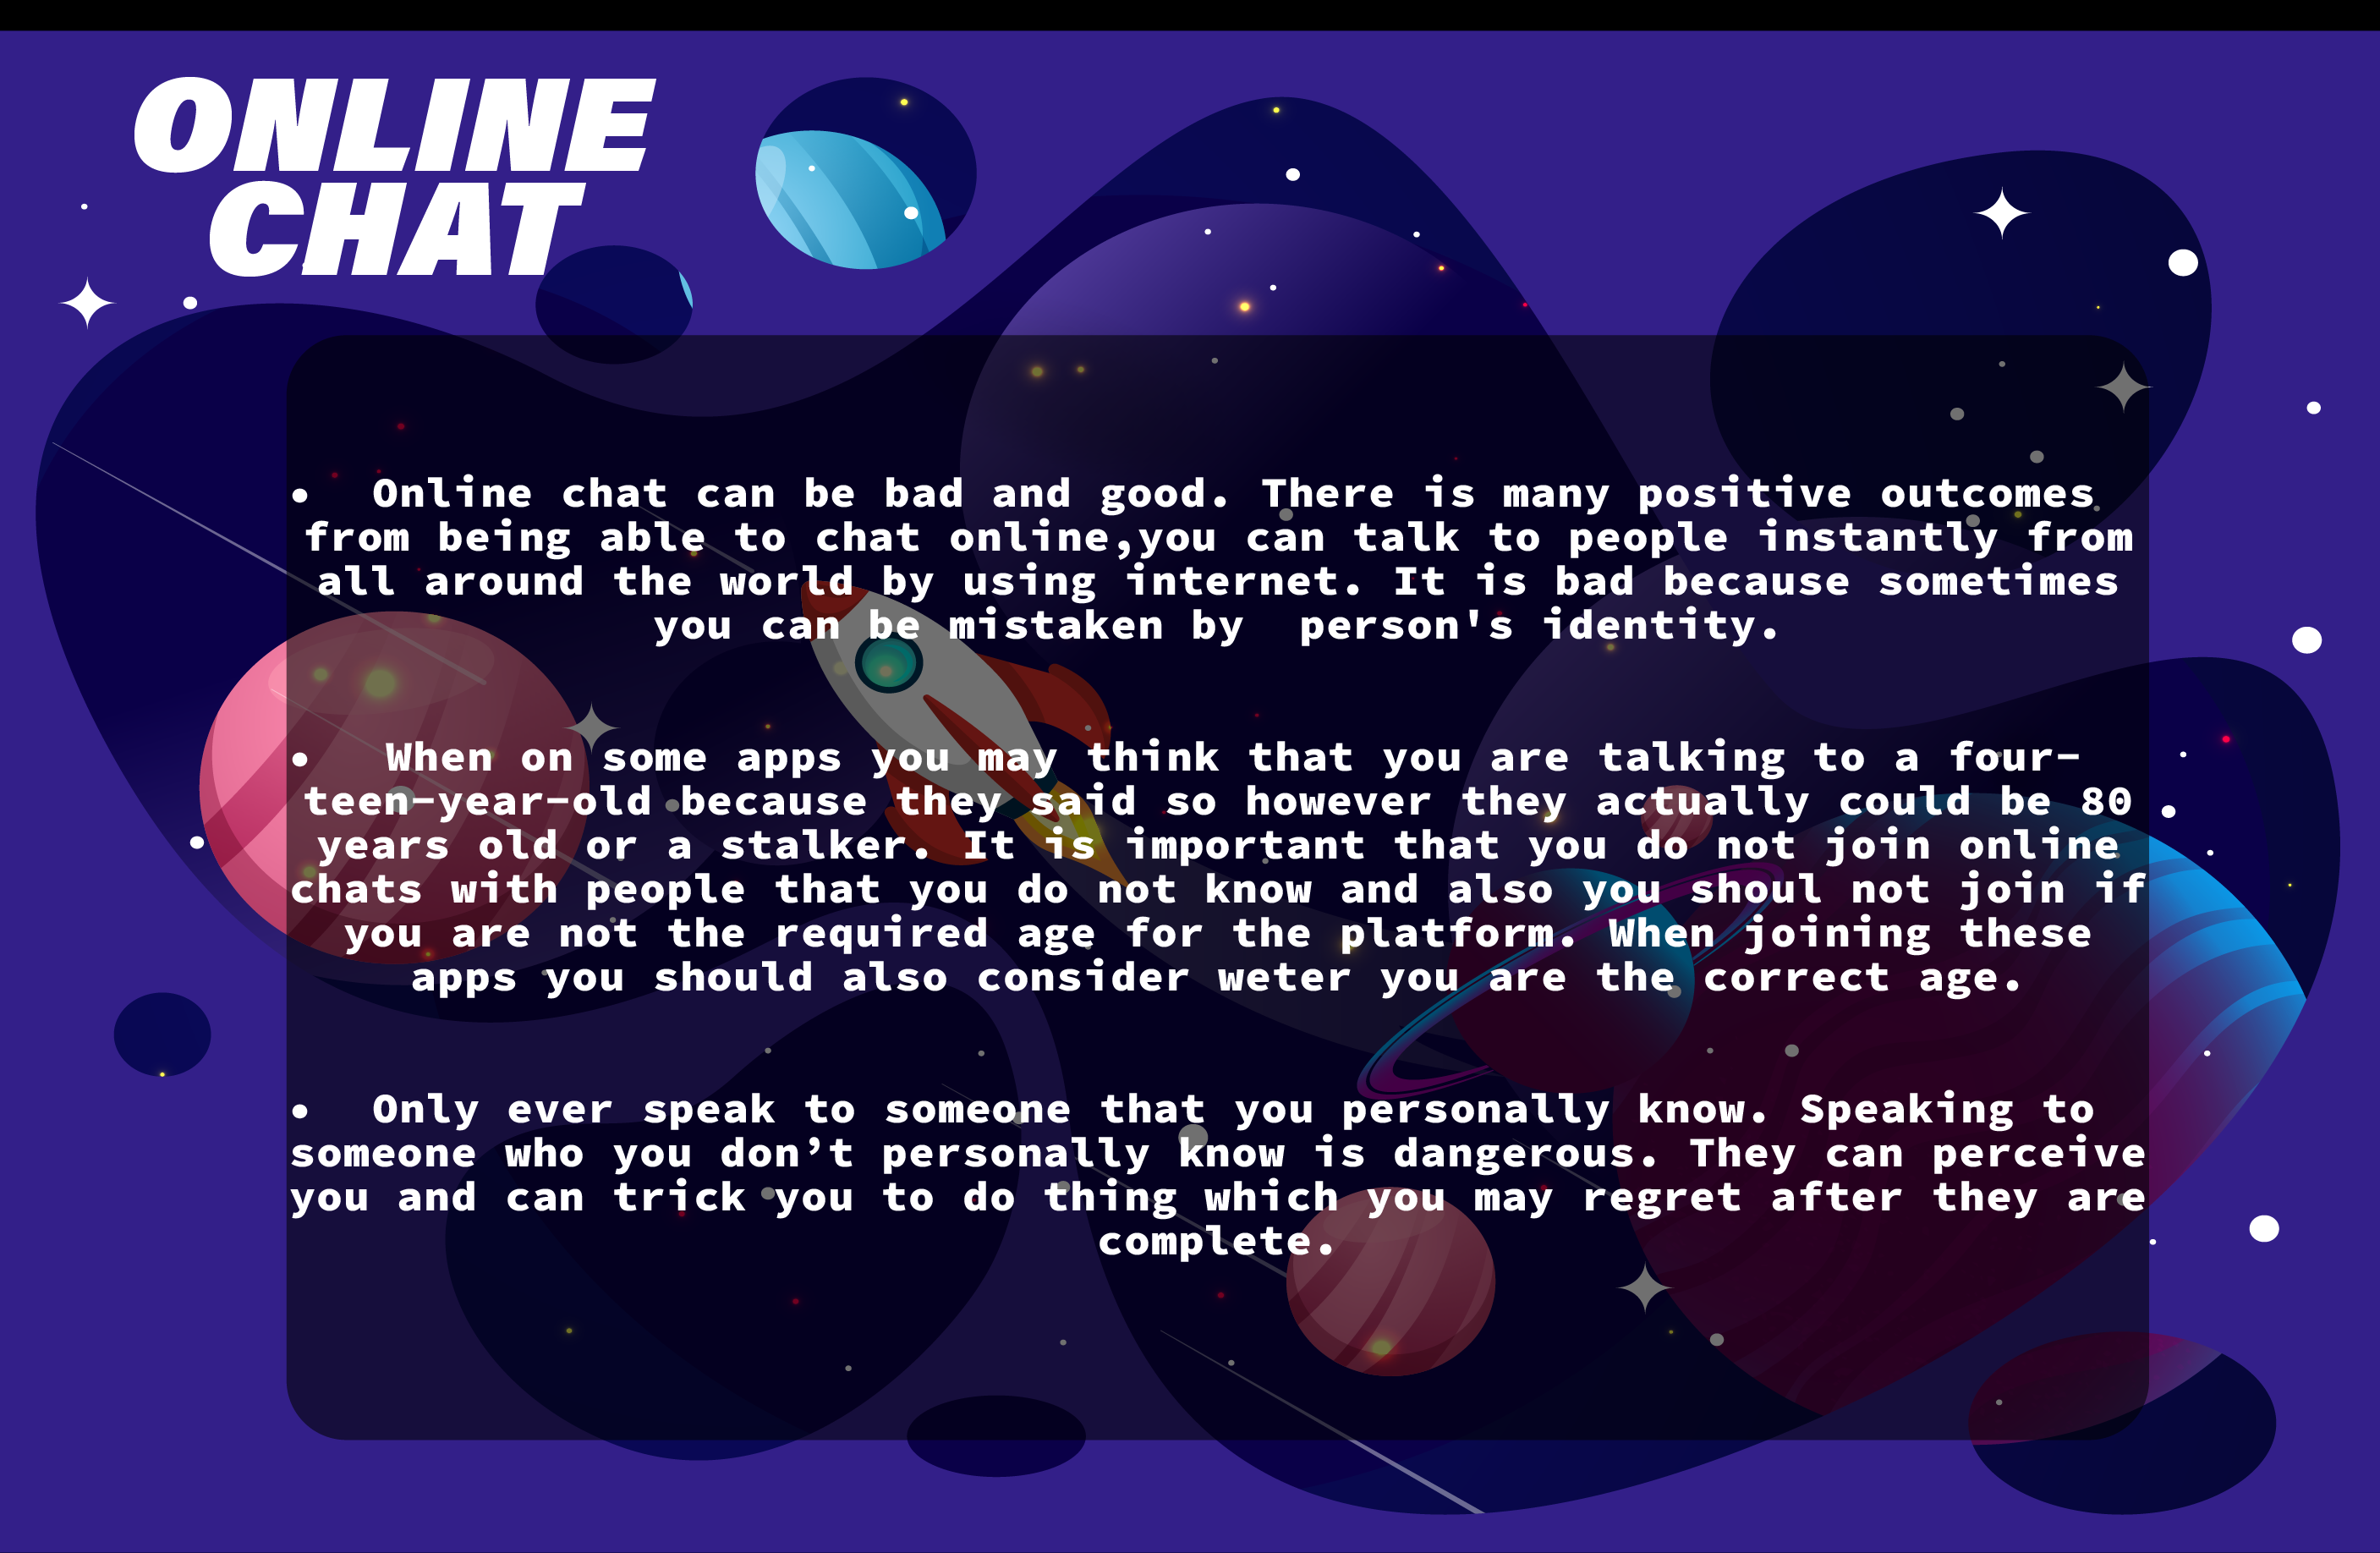 ONLINE
CHAT
• Online chat can be bad and good. There is many positive outcomes
from being able to chat online,you can talk to people instantly from
all around the world by using internet. It is bad because sometimes
you can be mistaken by  person's identity.
• When on some apps you may think that you are talking to a four-
teen-year-old because they said so however they actually could be 80
years old or a stalker. It is important that you do not join online
chats with people that you do not know and also you shoul not join if
you are not the required age for the platform. When joining these
apps you should also consider weter you are the correct age.
• Only ever speak to someone that you personally know. Speaking to
someone who you don’t personally know is dangerous. They can perceive
you and can trick you to do thing which you may regret after they are
complete.